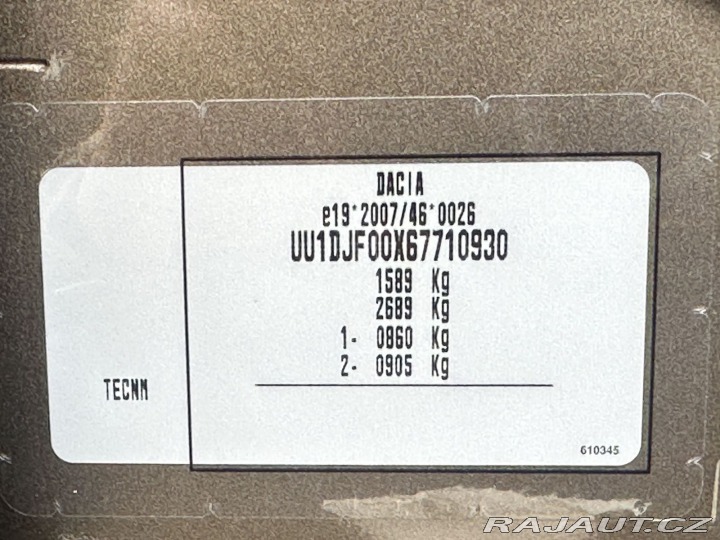 DACIA
e19*2007/46*0026
UU1DJF00X67710930
1589 Kg
2689 Kg
1- 0860 Kg
2- 0905 Kg
TECNM
610345
RAJAUT.CZ